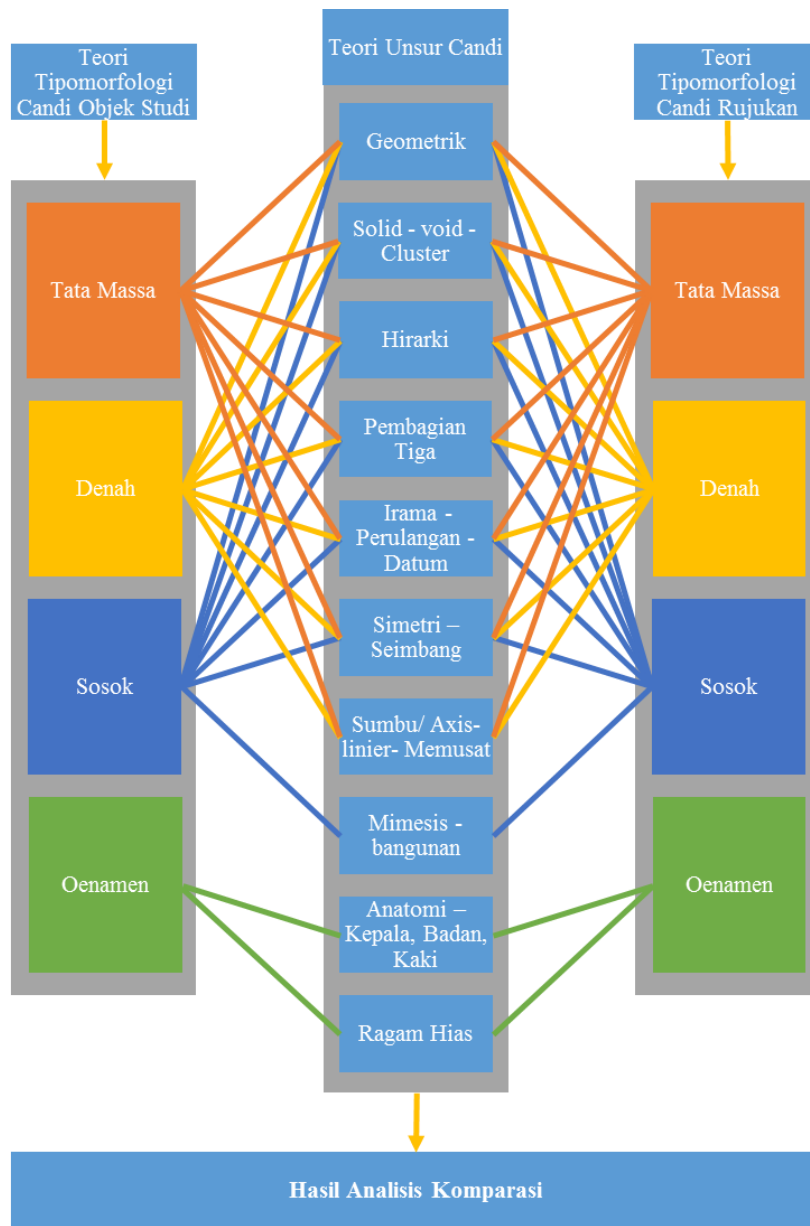 Teori
Tipomorfologi
Candi Objek Studi
Tata Massa
Denah
Sosok
Oenamen
Teori Unsur Candi
Geometrik
Solid - void -
Cluster
Hirarki
Pembagian
Tiga
Irama -
Perulangan -
Datum
Simetri –
Seimbang
Sumbu/ Axis-
linier- Memusat
Mimesis -
bangunan
Anatomi –
Kepala, Badan,
Kaki
Ragam Hias
Teori
Tipomorfologi
Candi Rujukan
Tata Massa
Denah
Sosok
Oenamen
Hasil Analisis Komparasi